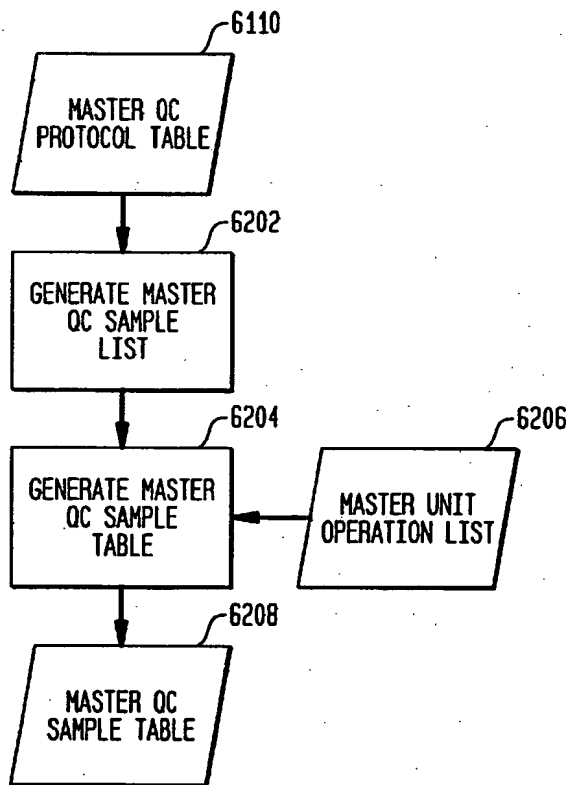 6110
MASTER QC
PROTOCOL TABLE
6202
GENERATE MASTER
QC SAMPLE
LIST
6204
GENERATE MASTER
QC SAMPLE
TABLE
6206
MASTER UNIT
OPERATION LIST
6208
MASTER QC
SAMPLE TABLE